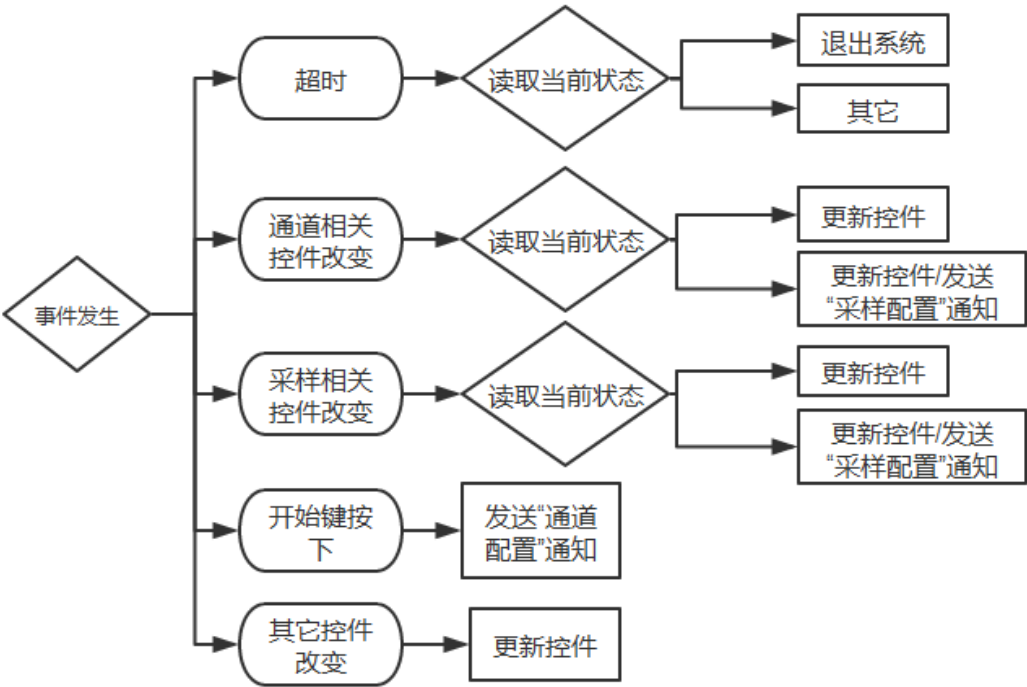 事件发生
超时
读取当前状态
退出系统
其它
通道相关
控件改变
读取当前状态
更新控件
更新控件/发送
“采样配置”通知
采样相关
控件改变
读取当前状态
更新控件
更新控件/发送
“采样配置”通知
开始键按
下
发送“通道
配置”通知
其它控件
改变
更新控件